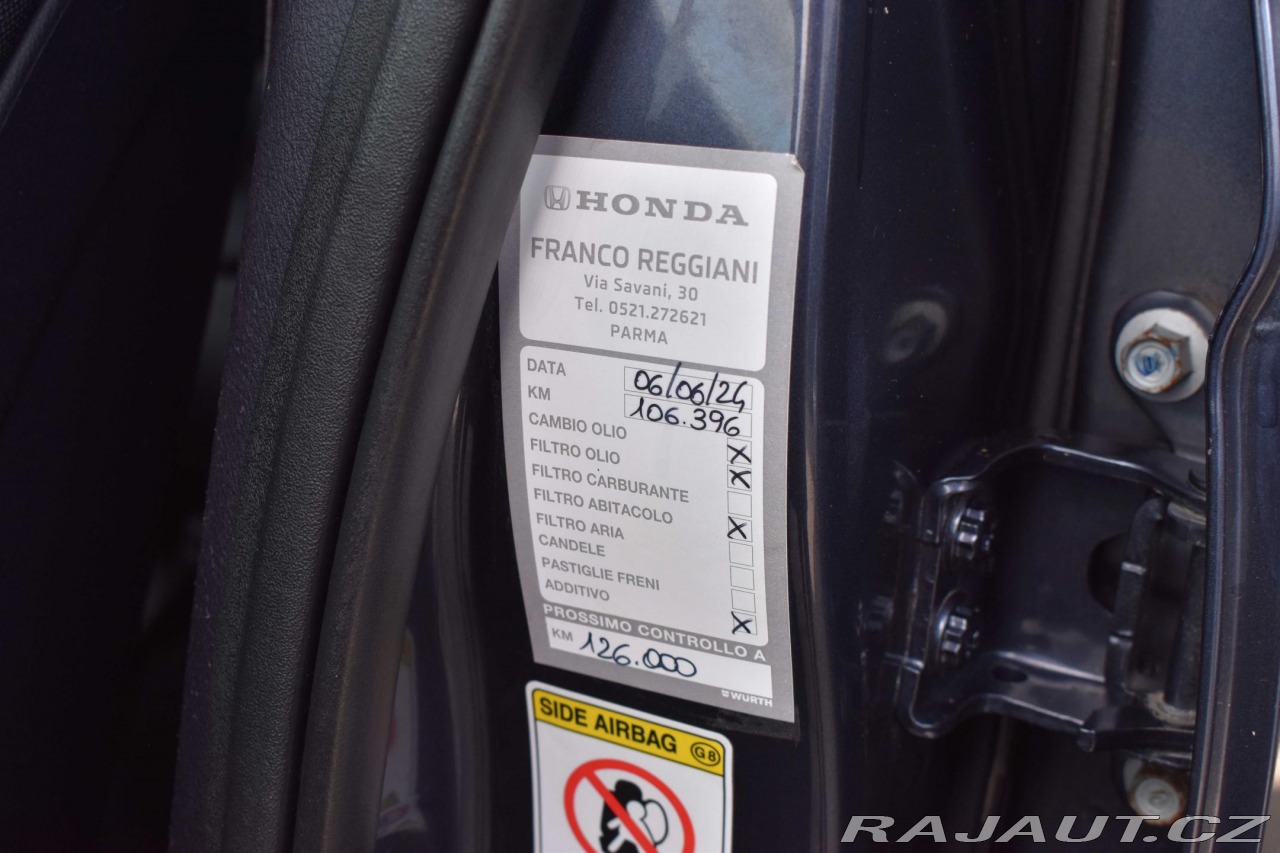 HONDA
FRANCO REGGIANI
Via Savani, 30
Tel. 0521.272621
PARMA
DATA 06/06/24
KM 106.396
CAMBIO OLIO X
FILTRO OLIO X
FILTRO CARBURANTE
FILTRO ABITACOLO X
FILTRO ARIA
CANDELE
PASTIGLIE FRENI
ADDITIVO X
PROSSIMO CONTROLLO A
KM 126.000
WÜRTH
SIDE AIRBAG G8
RAJAUT.CZ